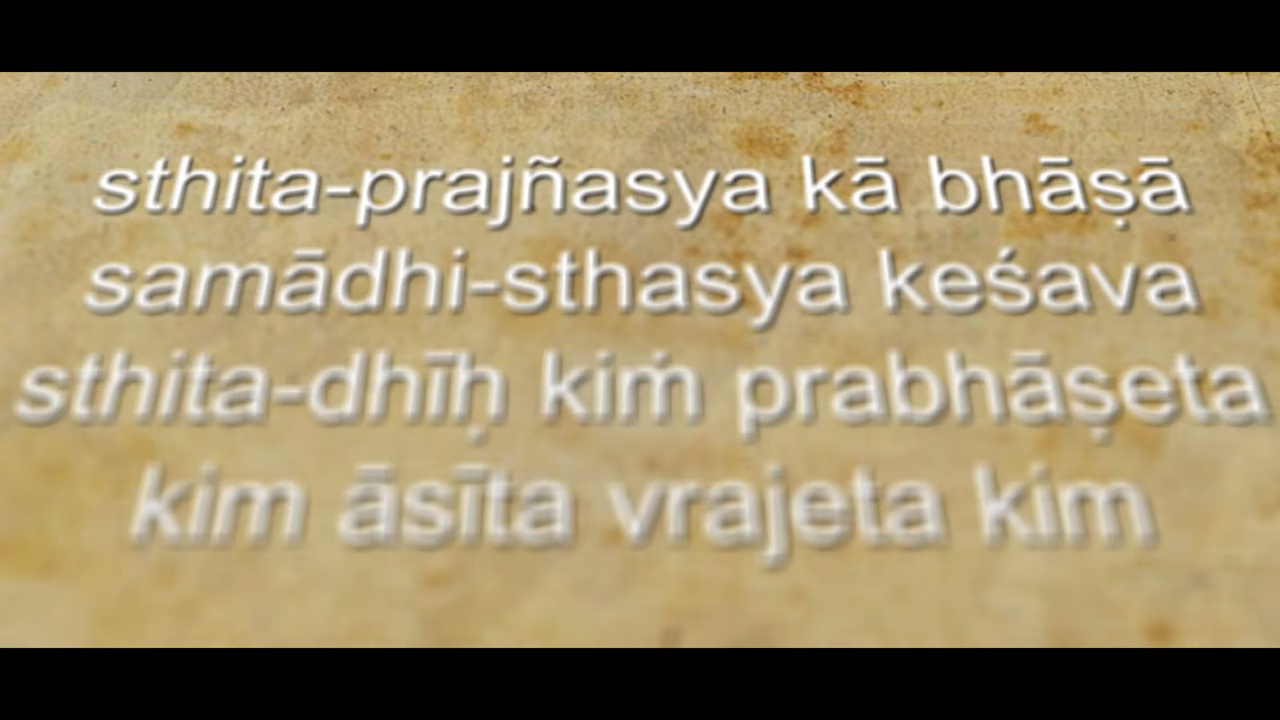 sthita-prajñasya kā bhāṣā
samādhi-sthasya keśava
sthita-dhīḥ kiṁ prabhāṣeta
kim āsīta vrajeta kim